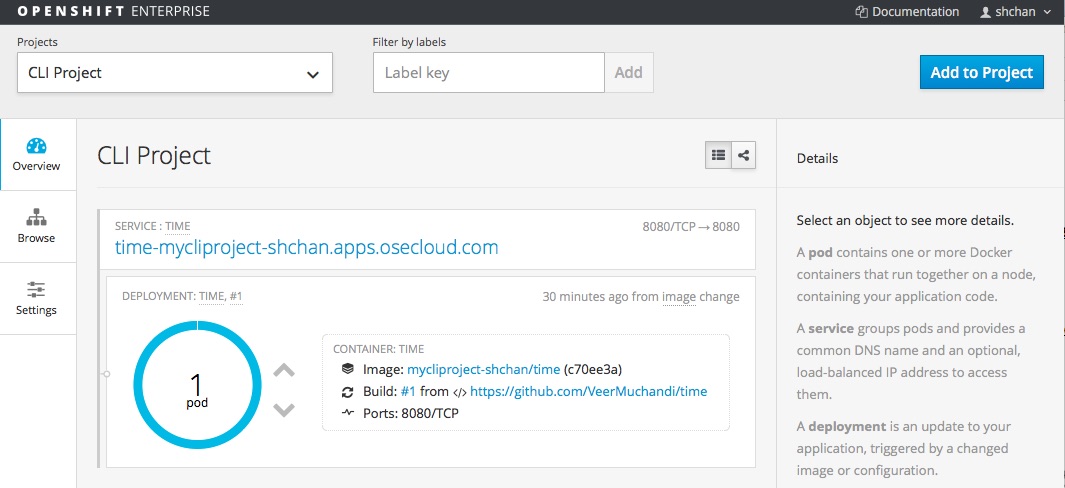 OPENSHIFT ENTERPRISE
Documentation
shchan
Projects
CLI Project
Filter by labels
Label key
Add
Add to Project
Overview
Browse
Settings
CLI Project
SERVICE : TIME
8080/TCP → 8080
time-mycliproject-shchan.apps.osecloud.com
DEPLOYMENT: TIME, #1
30 minutes ago from image change
1
pod
CONTAINER: TIME
Image: mycliproject-shchan/time (c70ee3a)
Build: #1 from </> https://github.com/VeerMuchandi/time
Ports: 8080/TCP
Details
Select an object to see more details.
A pod contains one or more Docker
containers that run together on a node,
containing your application code.
A service groups pods and provides a
common DNS name and an optional,
load-balanced IP address to access
them.
A deployment is an update to your
application, triggered by a changed
image or configuration.